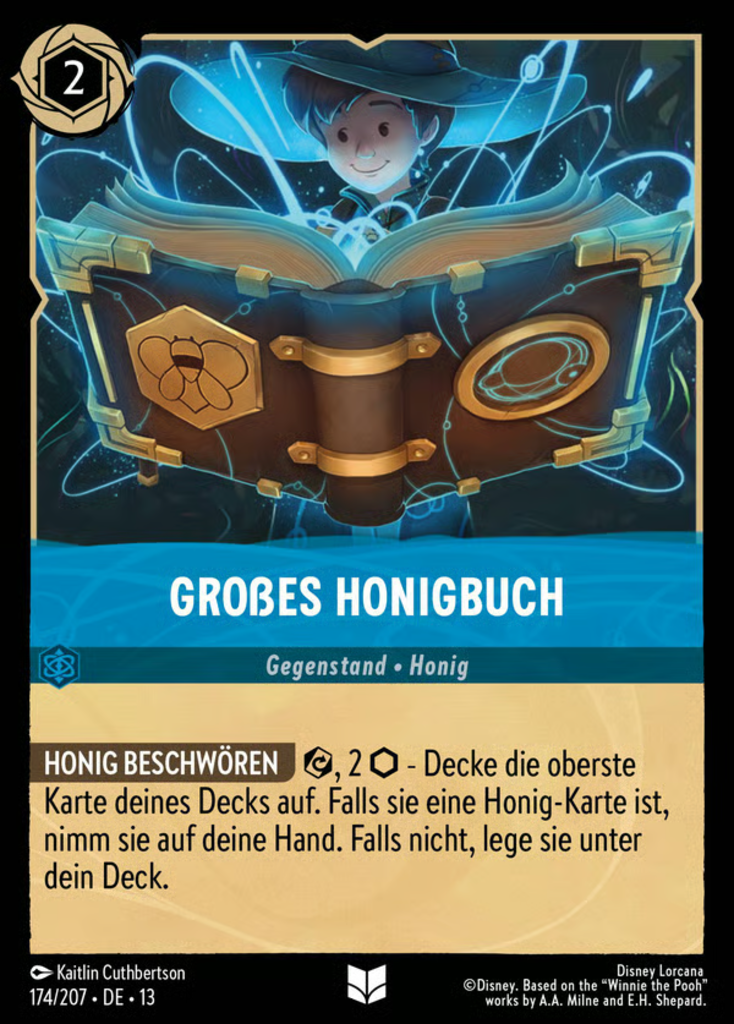 2
GROßES HONIGBUCH
Gegenstand • Honig
HONIG BESCHWÖREN , 2 - Decke die oberste
Karte deines Decks auf. Falls sie eine Honig-Karte ist,
nimm sie auf deine Hand. Falls nicht, lege sie unter
dein Deck.
Kaitlin Cuthbertson
174/207 • DE • 13
Disney Lorcana
©Disney. Based on the "Winnie the Pooh"
works by A.A. Milne and E.H. Shepard.